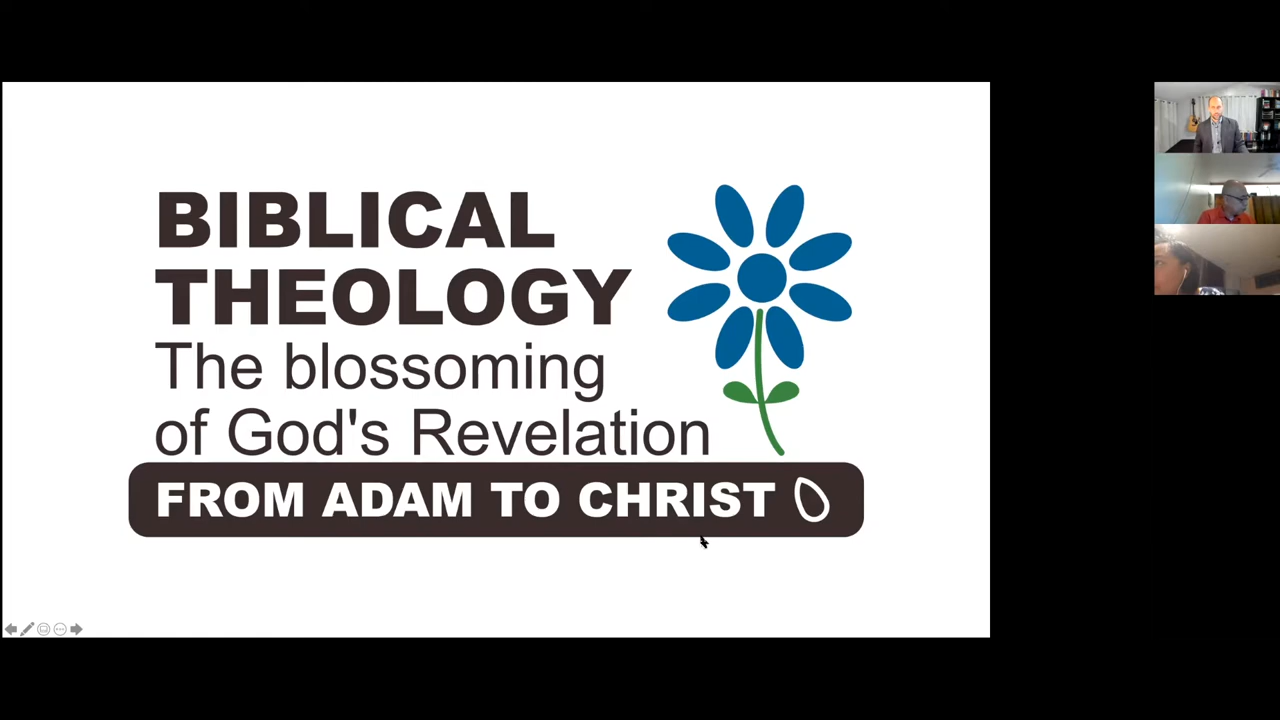 BIBLICAL
THEOLOGY
The blossoming
of God's Revelation
FROM ADAM TO CHRIST